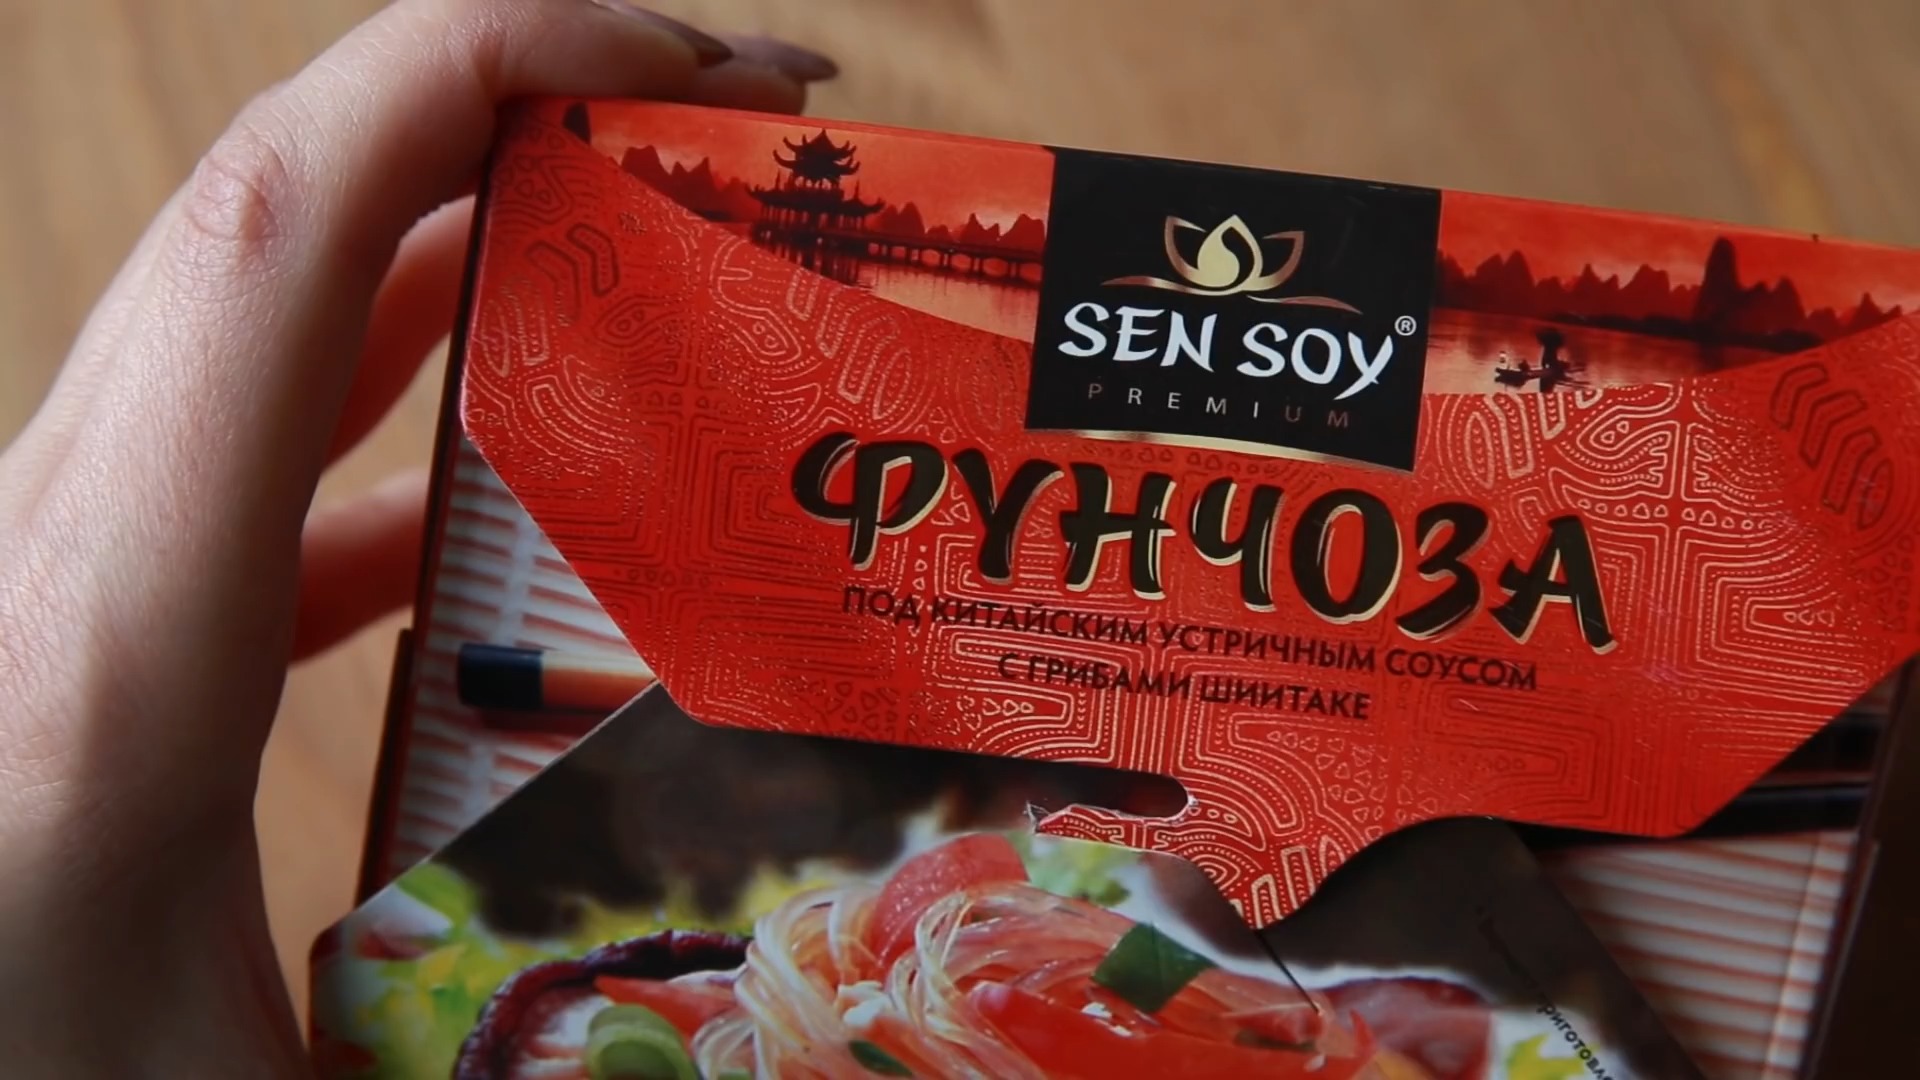 SEN SOY®
PREMIUM
ФУНЧОЗА
ПОД КИТАЙСКИМ УСТРИЧНЫМ СОУСОМ
С ГРИБАМИ ШИИТАКЕ